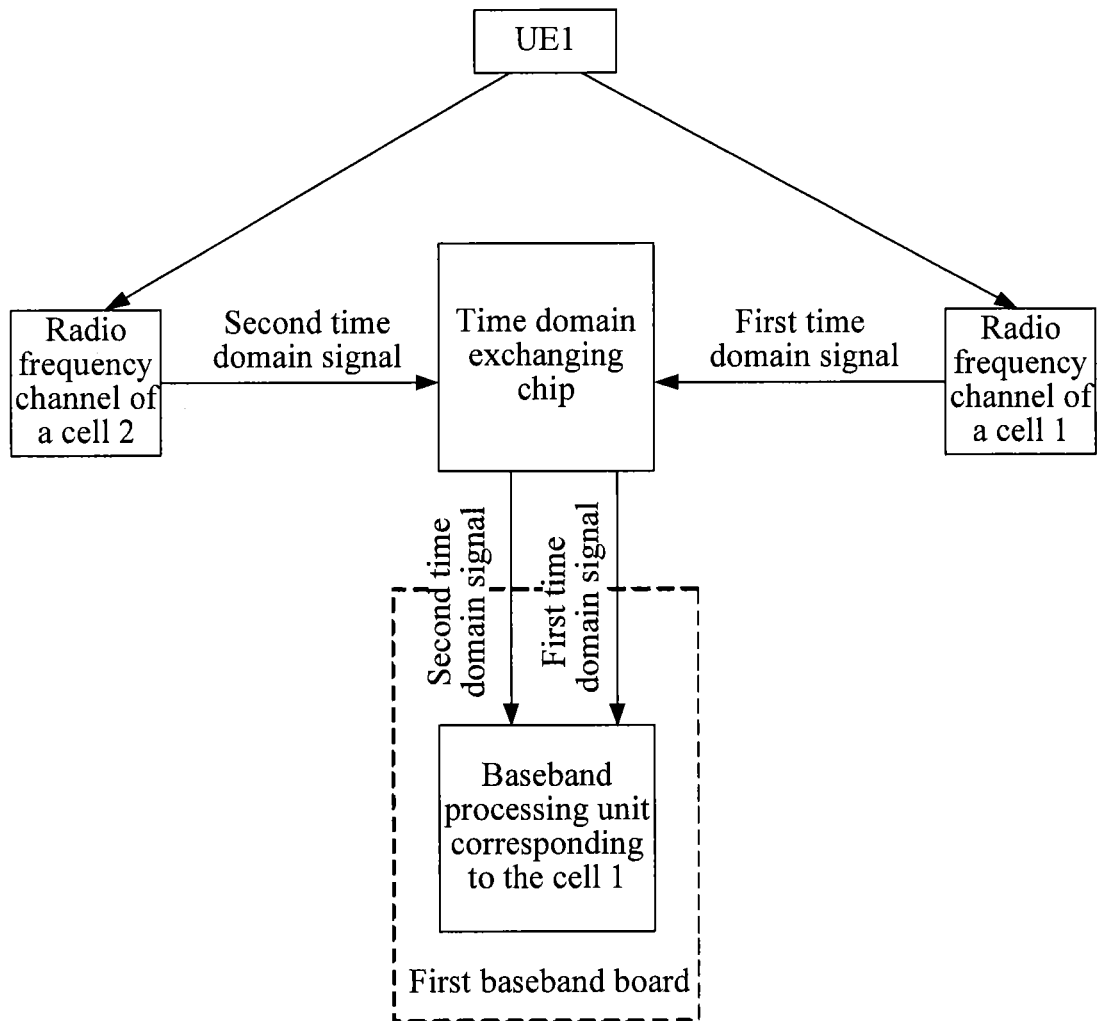 UE1
Radio
frequency
channel of
a cell 2
Second time
domain signal
Time domain
exchanging
chip
First time
domain signal
Radio
frequency
channel of
a cell 1
Second time
domain signal
First time
domain signal
Baseband
processing unit
corresponding
to the cell 1
First baseband board